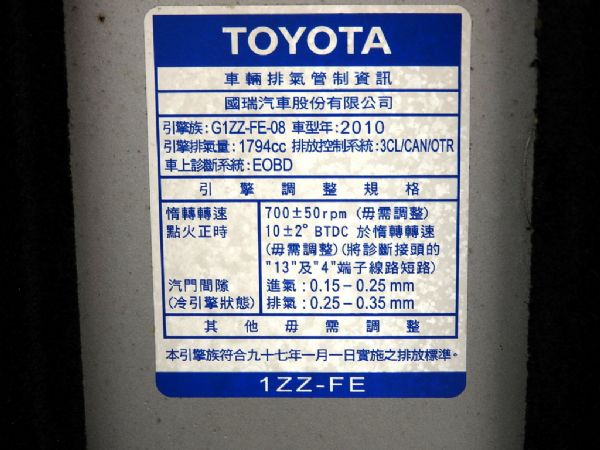 TOYOTA
車輛排氣管制資訊
國瑞汽車股份有限公司
引擎族:G1ZZ-FE-08 車型年:2010
引擎排氣量:1794cc 排放控制系統:3CL/CAN/OTR
車上診斷系統:EOBD
引擎調整規格
惰轉轉速 700±50rpm (毋需調整)
點火正時 10±2° BTDC 於惰轉轉速
(毋需調整)(將診斷接頭的
"13"及"4"端子線路短路)
汽門間隙 進氣:0.15-0.25mm
(冷引擎狀態) 排氣:0.25-0.35mm
其他毋需調整
本引擎族符合九十七年一月一日實施之排放標準。
1ZZ-FE